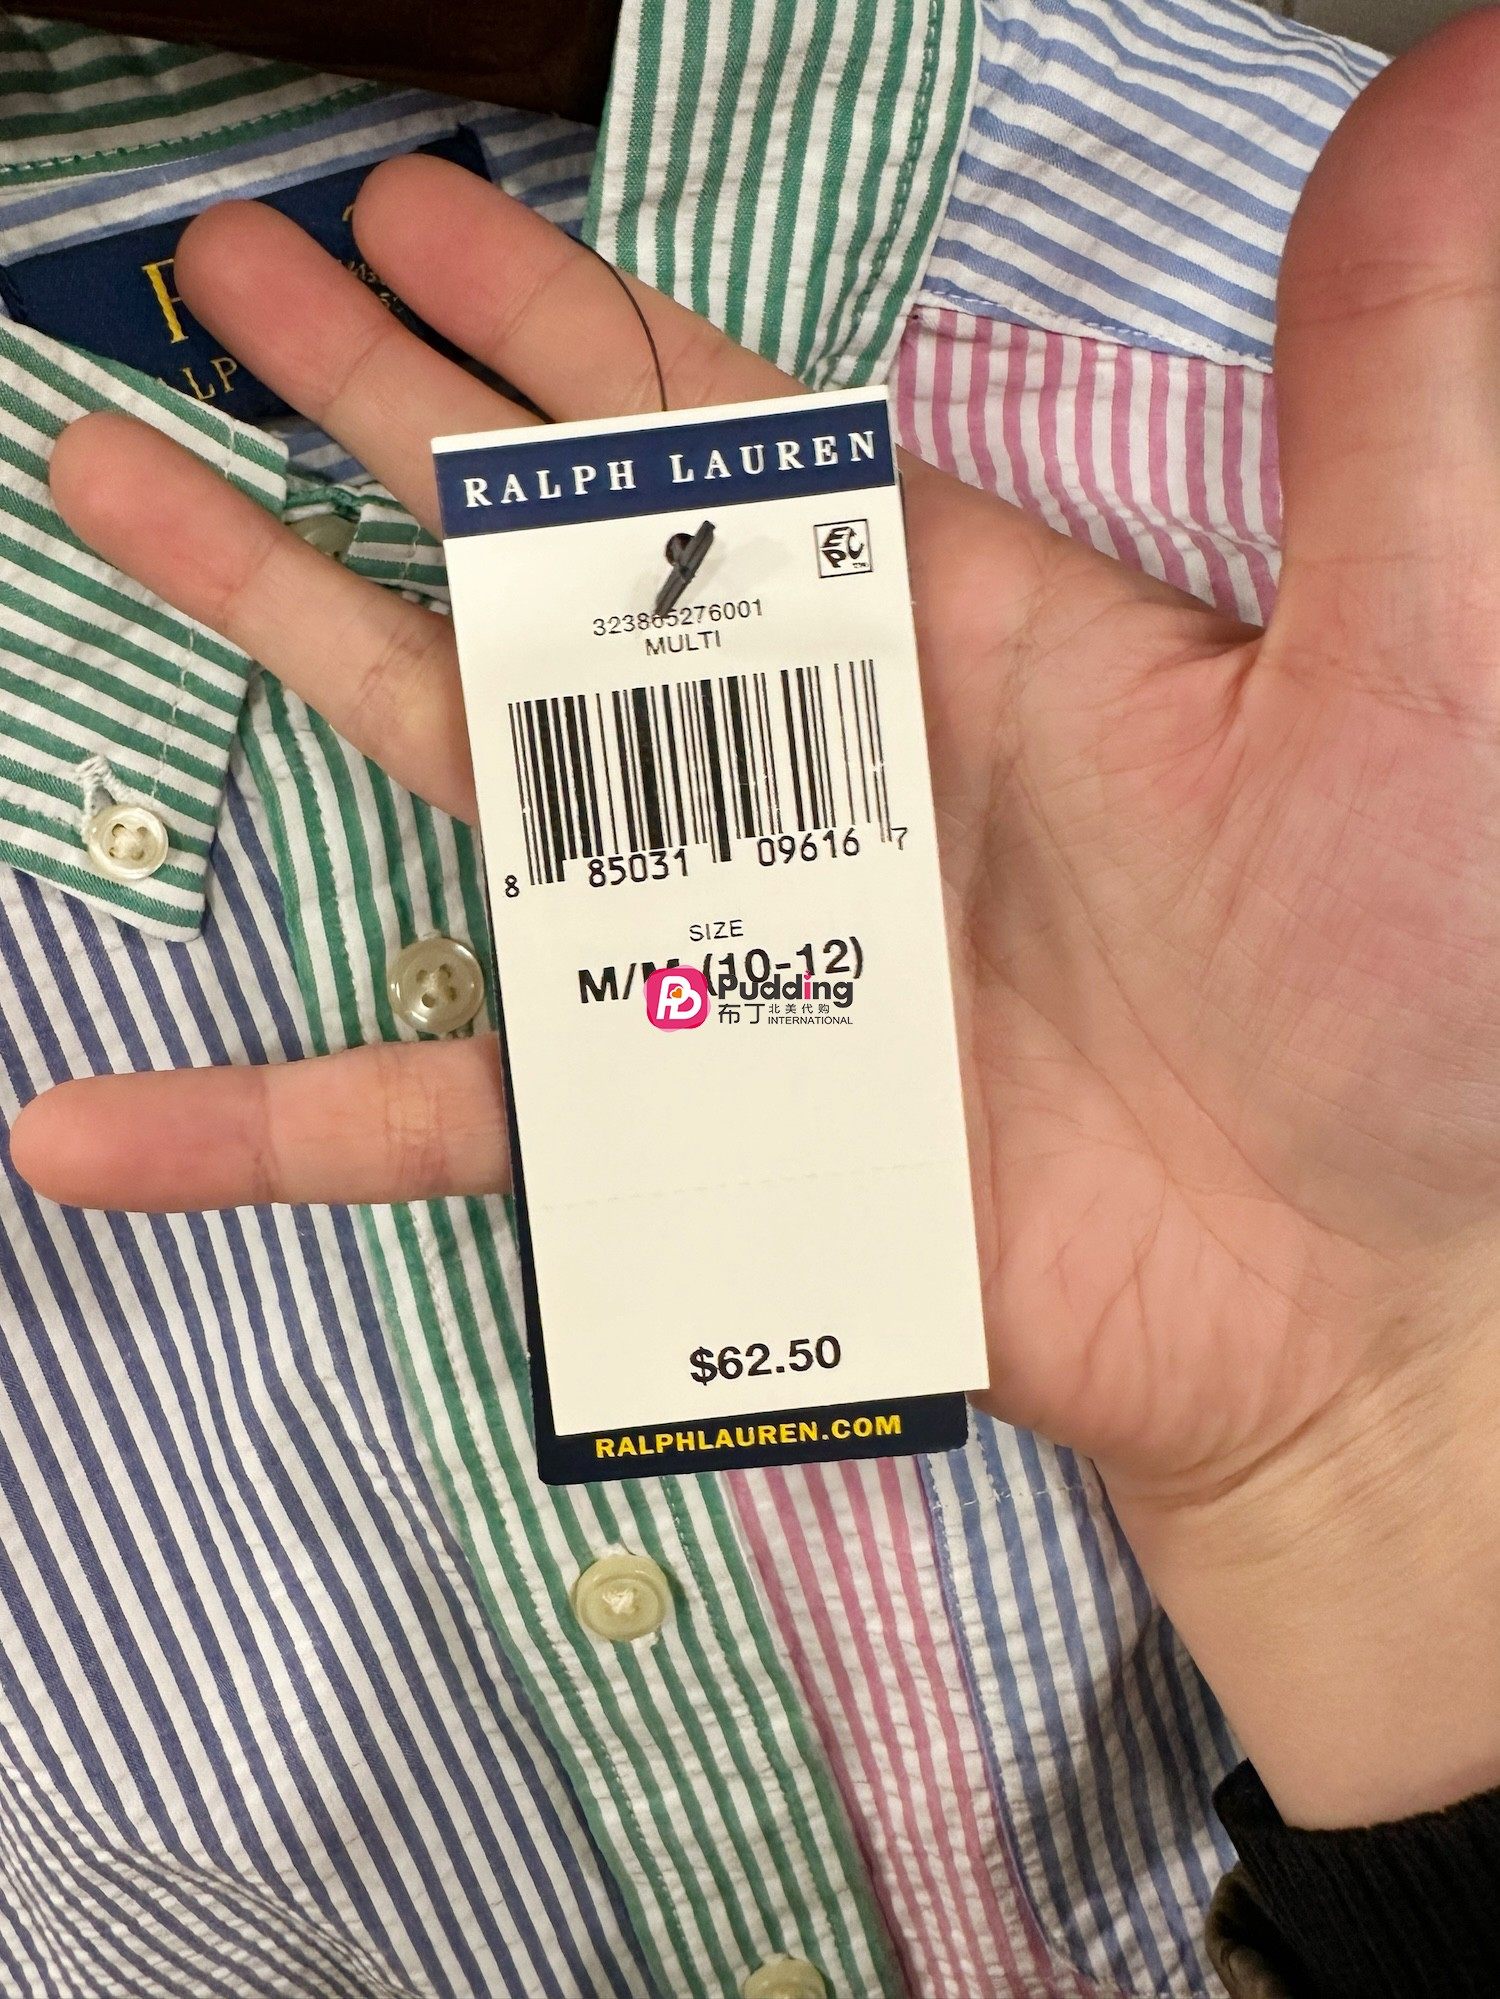 RALPH LAUREN
EPC
323865276001
MULTI
8 85031 09616 7
SIZE
M/M (10-12)
Pudding
布丁 北美代购
INTERNATIONAL
$62.50
RALPHLAUREN.COM